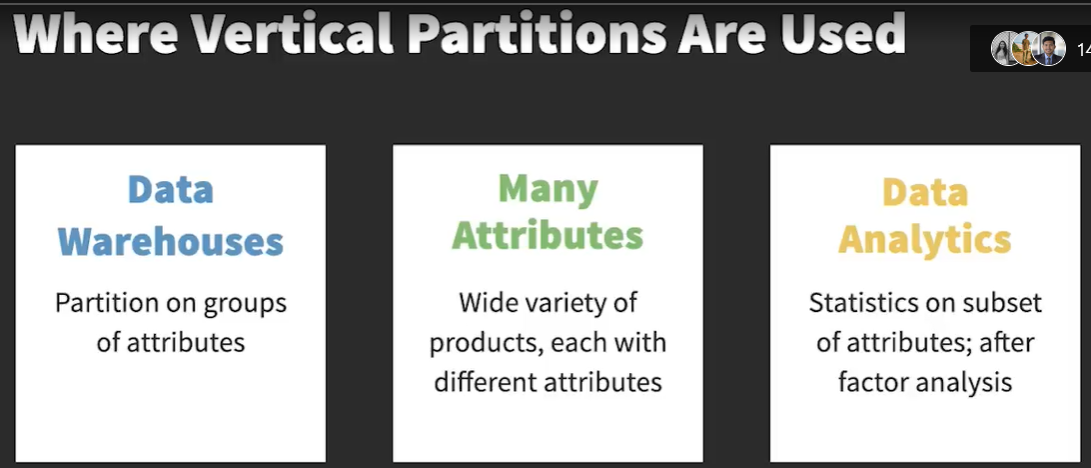 Where Vertical Partitions Are Used
14
Data
Warehouses
Partition on groups
of attributes
Many
Attributes
Wide variety of
products, each with
different attributes
Data
Analytics
Statistics on subset
of attributes; after
factor analysis